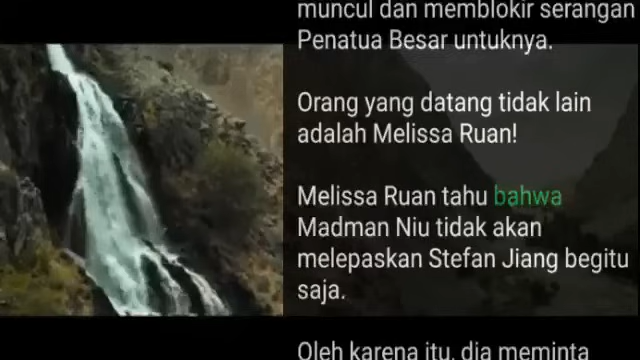 muncul dan memblokir serangan
Penatua Besar untuknya.
Orang yang datang tidak lain
adalah Melissa Ruan!
Melissa Ruan tahu bahwa
Madman Niu tidak akan
melepaskan Stefan Jiang begitu
saja.
Oleh karena itu, dia meminta